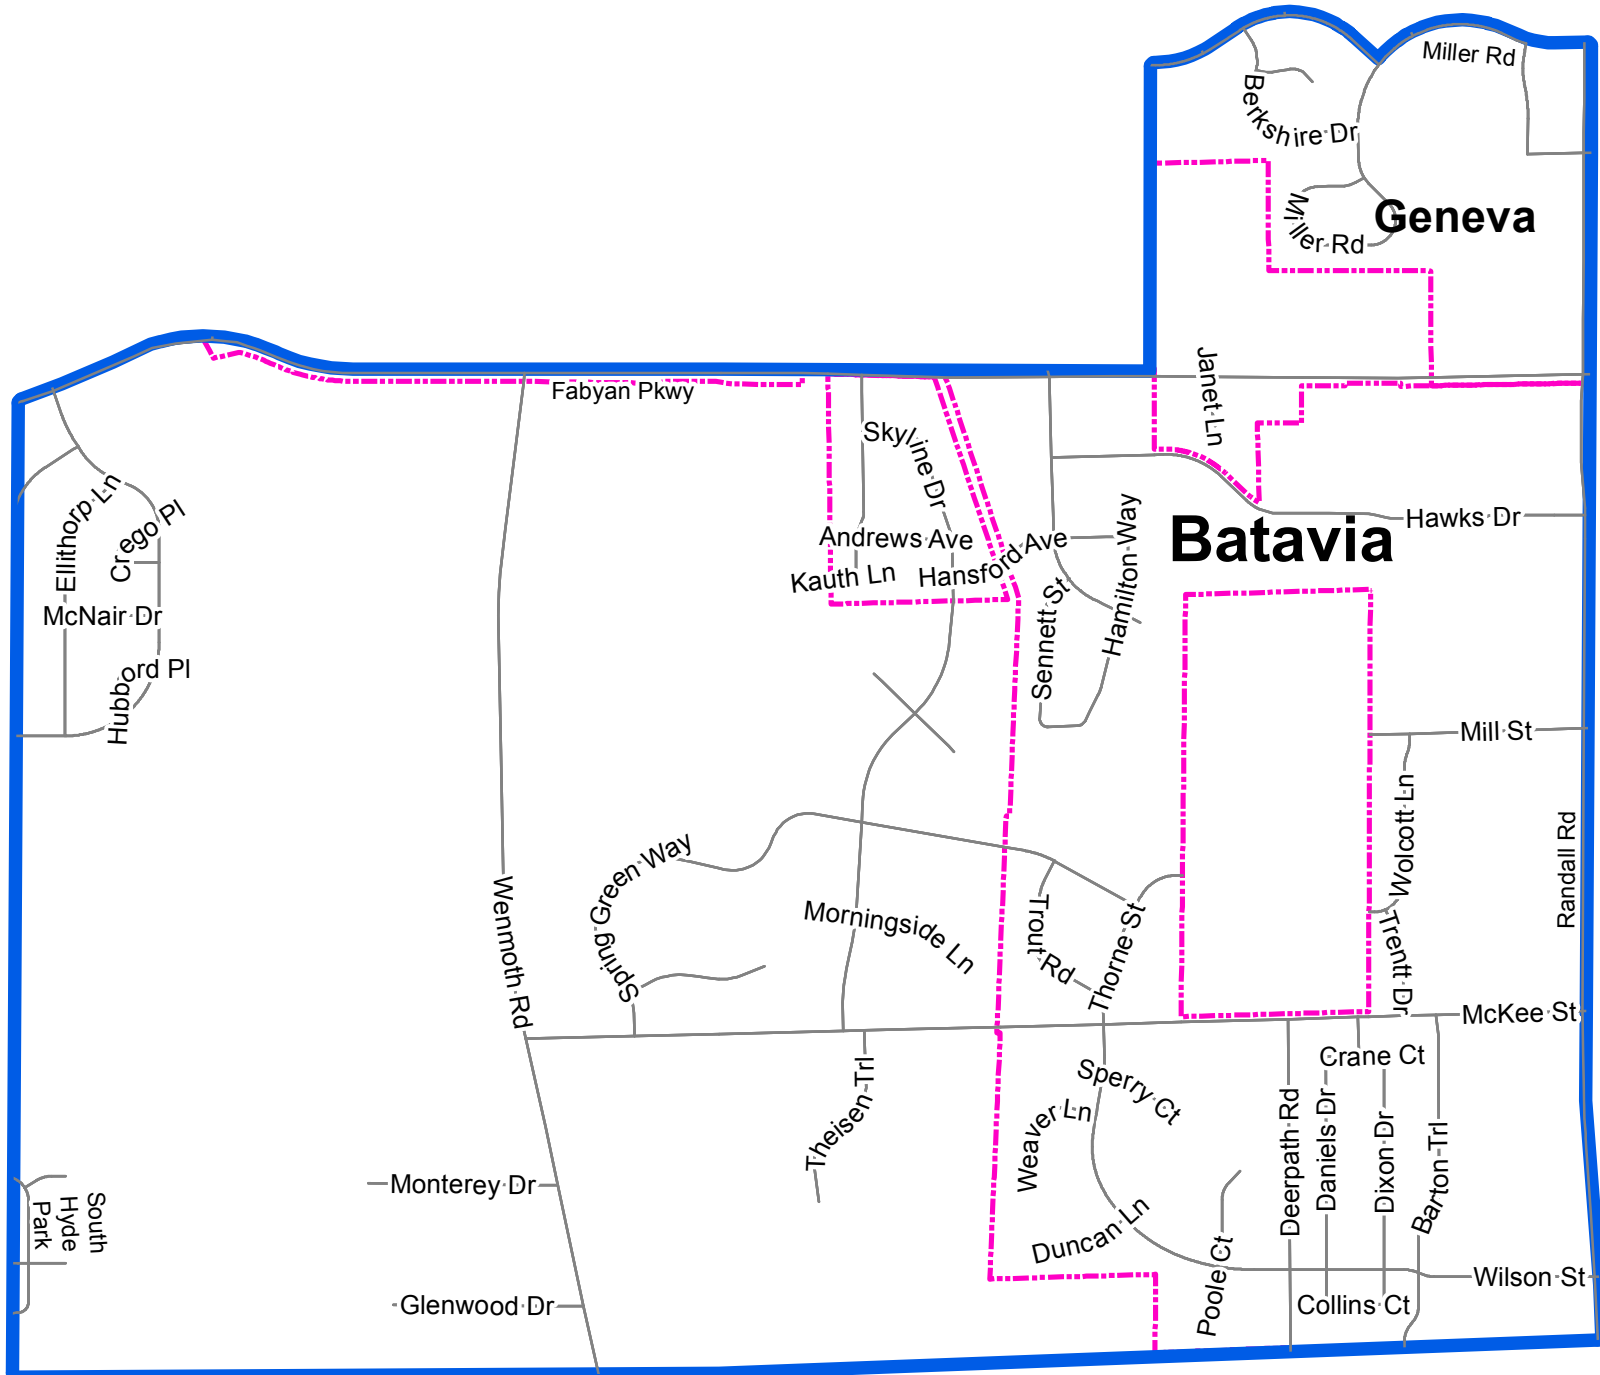 Miller Rd
Berkshire Dr
Miller Rd
Geneva
Fabyan Pkwy
Janet Ln
Skyline Dr
Ellithorp Ln
Crego Pl
Andrews Ave
Hansford Ave
Hamilton Way
Batavia
Hawks Dr
Kauth Ln
McNair Dr
Sennett St
Hubbord Pl
Mill St
Wolcott Ln
Randall Rd
Spring Green Way
Wenmoth Rd
Morningside Ln
Trout Rd
Thorne St
Trentt Dr
McKee St
Crane Ct
Sperry Ct
Theisen Trl
Weaver Ln
Deerpath Rd
Daniels Dr
Dixon Dr
Barton Trl
Monterey Dr
South
Hyde
Park
Duncan Ln
Poole Ct
Wilson St
Glenwood Dr
Collins Ct